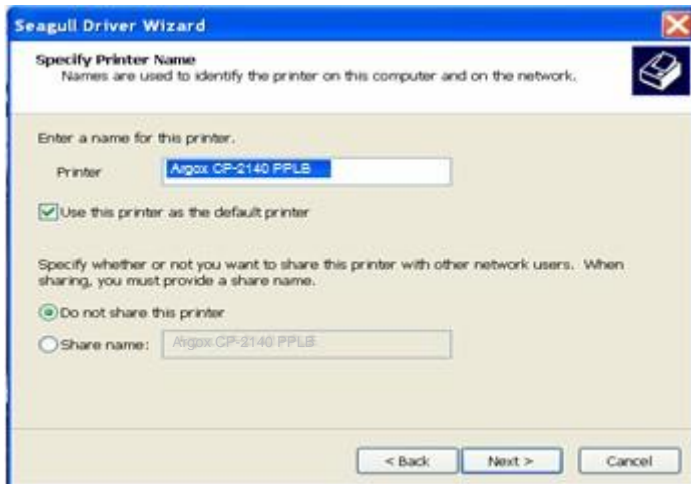 Seagull Driver Wizard
Specify Printer Name
Names are used to identify the printer on this computer and on the network.
Enter a name for this printer.
Printer
Argox CP-2140 PPLB
Use this printer as the default printer
Specify whether or not you want to share this printer with other network users. When
sharing, you must provide a share name.
Do not share this printer
Share name:
Argox CP-2140 PPLB
< Back
Next >
Cancel